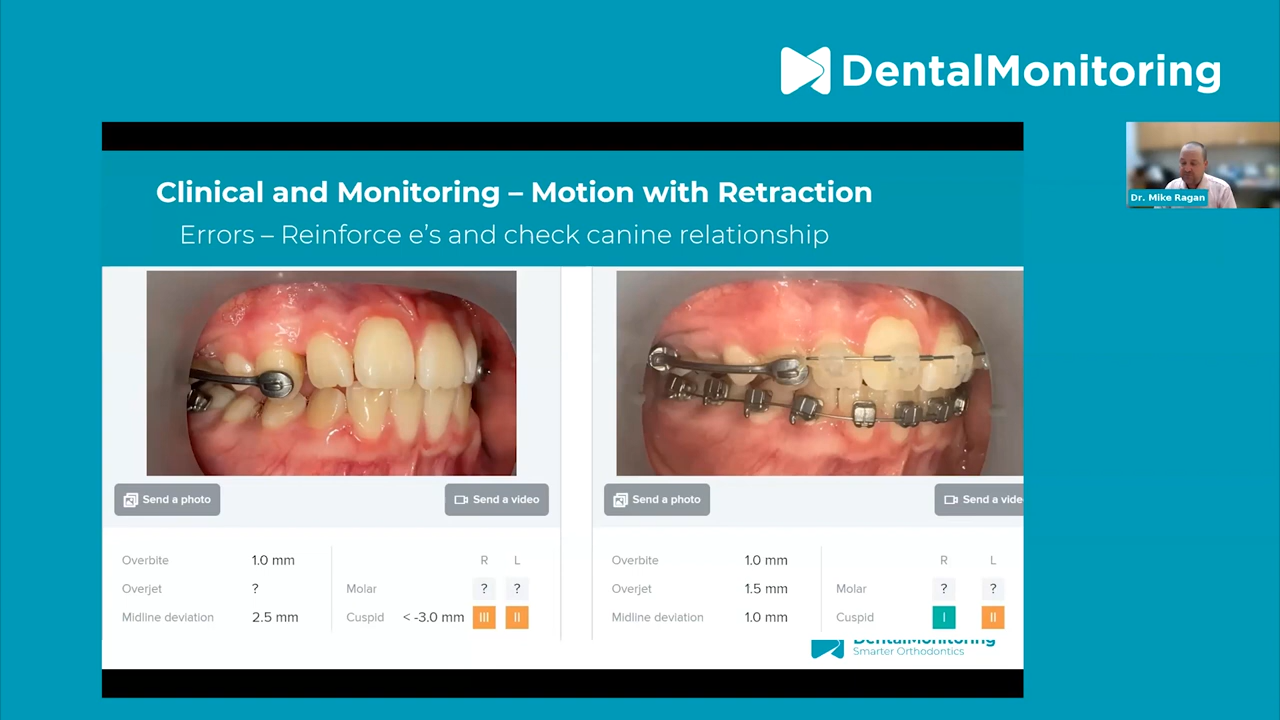 DentalMonitoring
Dr. Mike Ragan
Clinical and Monitoring – Motion with Retraction
Errors – Reinforce e's and check canine relationship
Send a photo
Send a video
Overbite 1.0 mm R L
Overjet ? Molar ? ?
Midline deviation 2.5 mm Cuspid < -3.0 mm III II
Send a photo
Send a vide
Overbite 1.0 mm R L
Overjet 1.5 mm Molar ? ?
Midline deviation 1.0 mm Cuspid I II
DentalMonitoring
Smarter Orthodontics